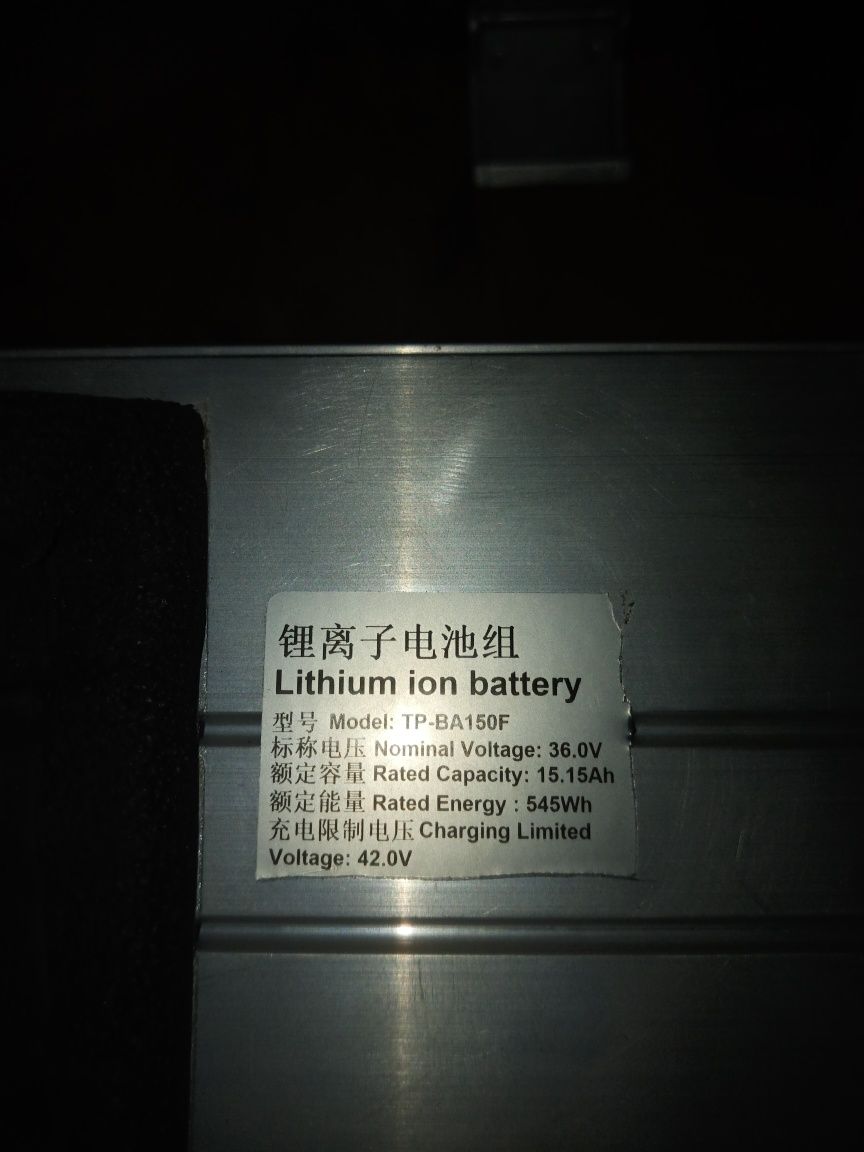 锂离子电池组
Lithium ion battery
型号 Model: TP-BA150F
标称电压 Nominal Voltage: 36.0V
额定容量 Rated Capacity: 15.15Ah
额定能量 Rated Energy : 545Wh
充电限制电压 Charging Limited
Voltage: 42.0V